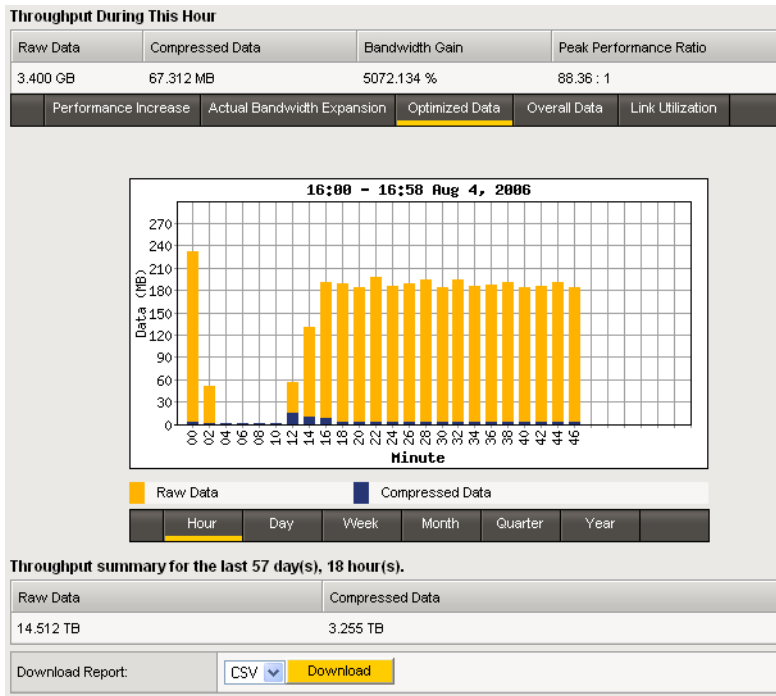 Throughput During This Hour
Raw Data Compressed Data Bandwidth Gain Peak Performance Ratio
3.400 GB 67.312 MB 5072.134 % 88.36 : 1
Performance Increase Actual Bandwidth Expansion Optimized Data Overall Data Link Utilization
16:00 - 16:58 Aug 4, 2006
270
240
210
180
150
120
90
60
30
0
Data (MB)
00 02 04 06 08 10 12 14 16 18 20 22 24 26 28 30 32 34 36 38 40 42 44 46
Minute
Raw Data Compressed Data
Hour Day Week Month Quarter Year
Throughput summary for the last 57 day(s), 18 hour(s).
Raw Data Compressed Data
14.512 TB 3.255 TB
Download Report: CSV Download